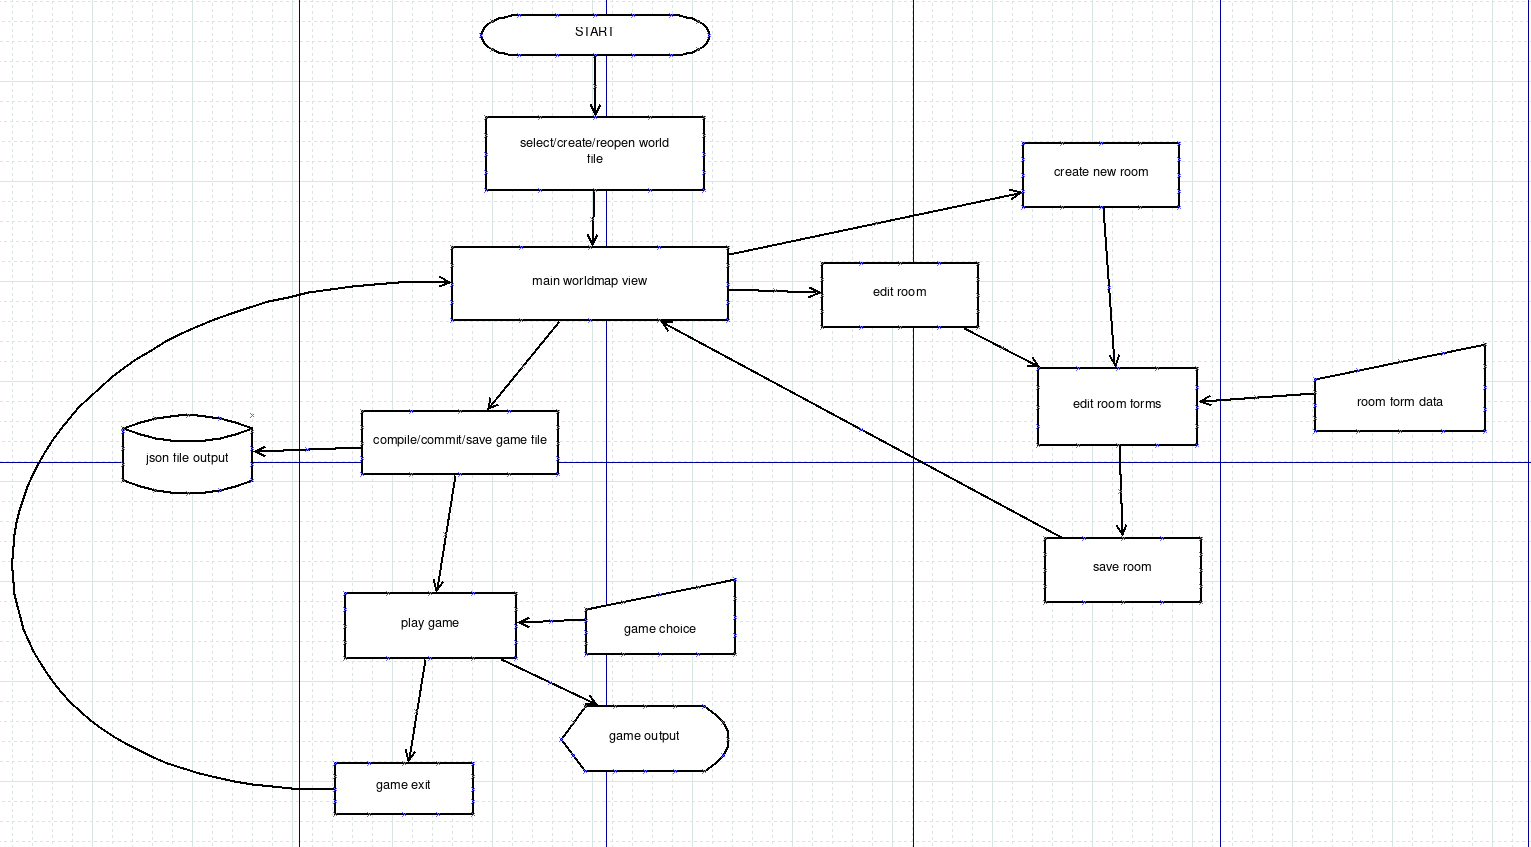 START
select/create/reopen world
file
create new room
main worldmap view
edit room
edit room forms
room form data
compile/commit/save game file
json file output
save room
play game
game choice
game output
game exit